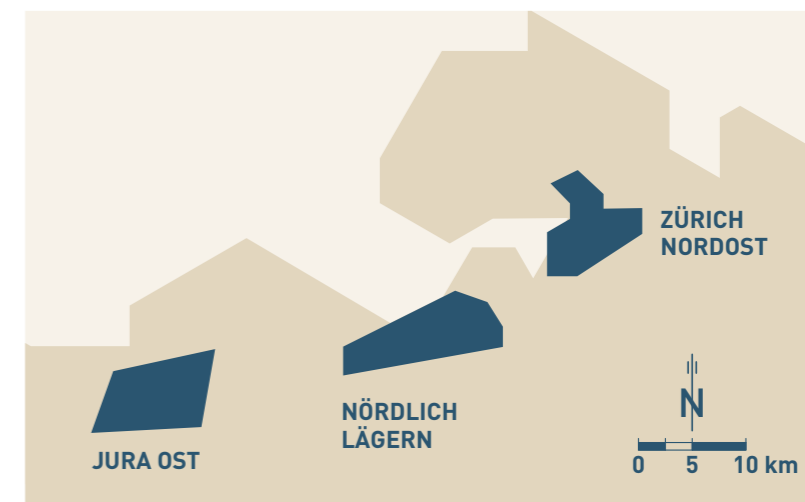 ZÜRICH
NORDOST
NÖRDLICH
LÄGERN
JURA OST
N
0 5 10 km